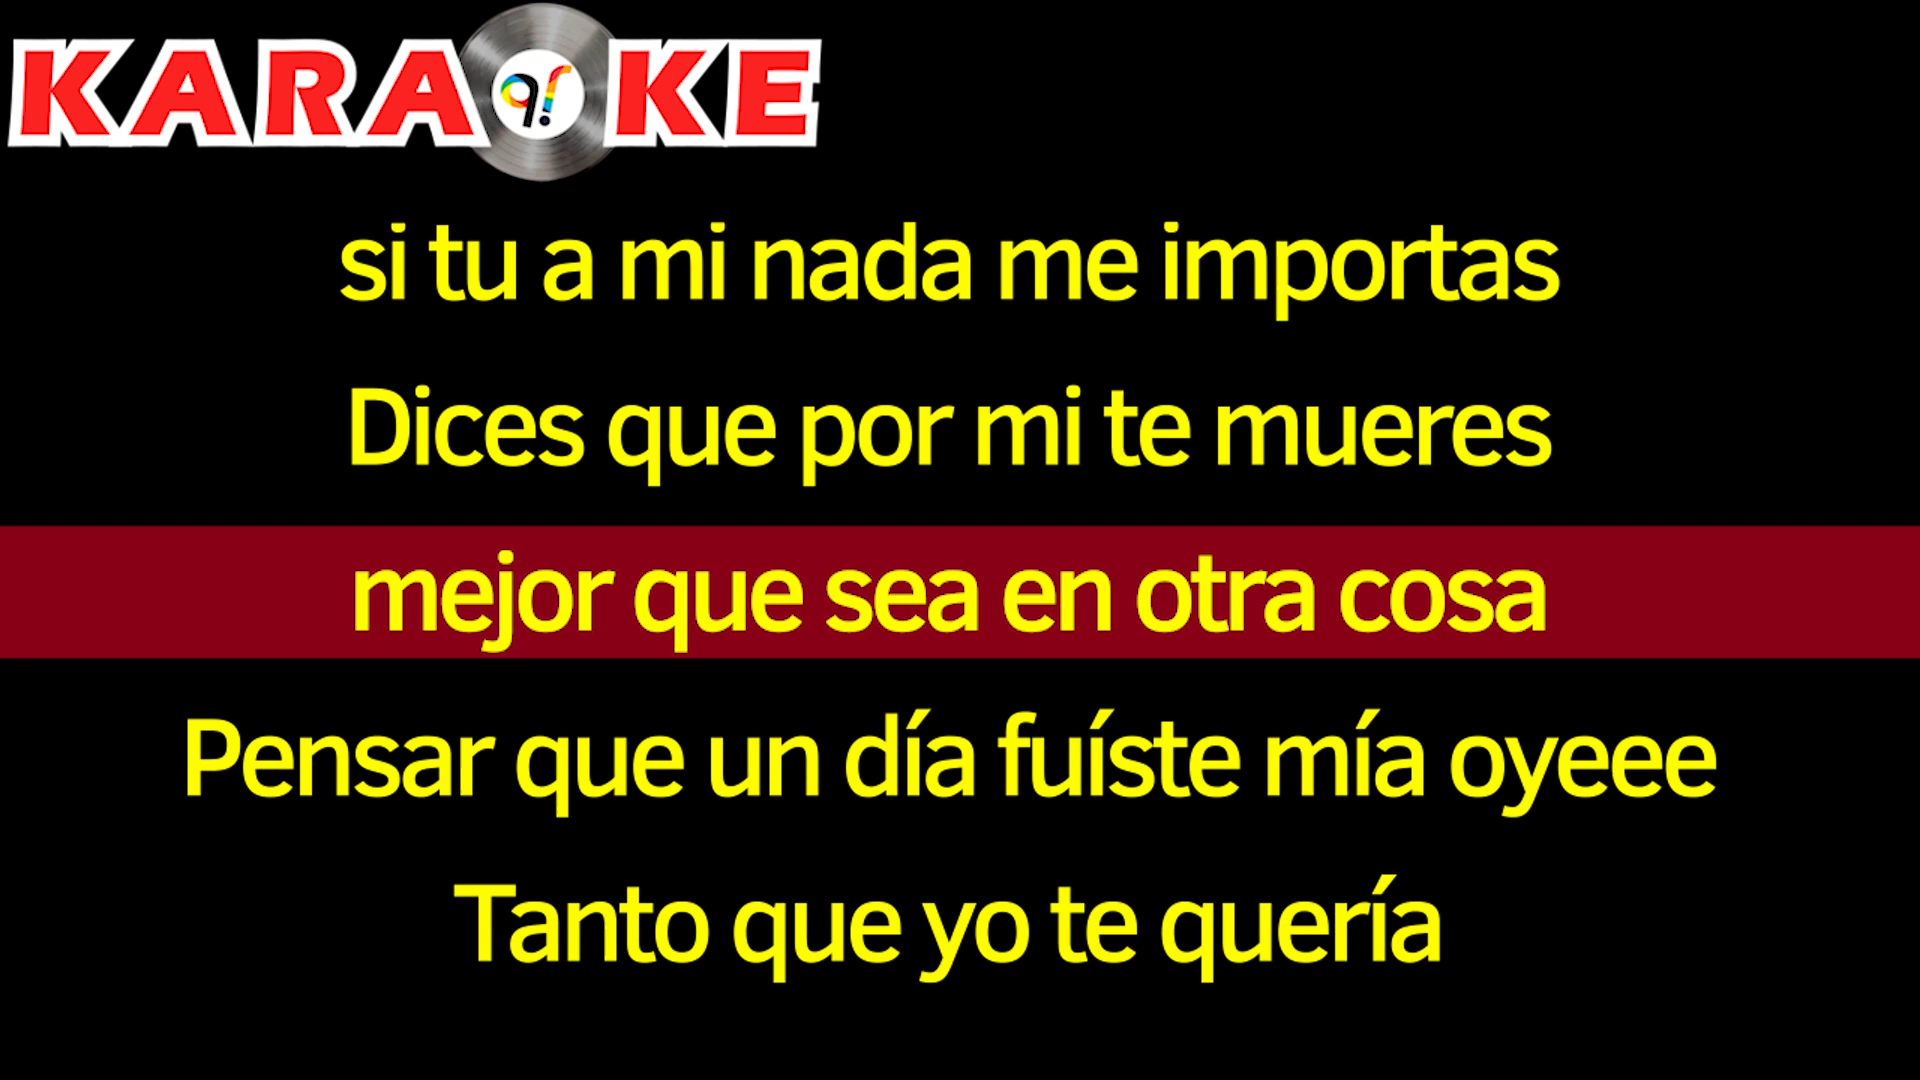 KARAOKE
si tu a mi nada me importas
Dices que por mi te mueres
mejor que sea en otra cosa
Pensar que un día fuíste mía oyeee
Tanto que yo te quería